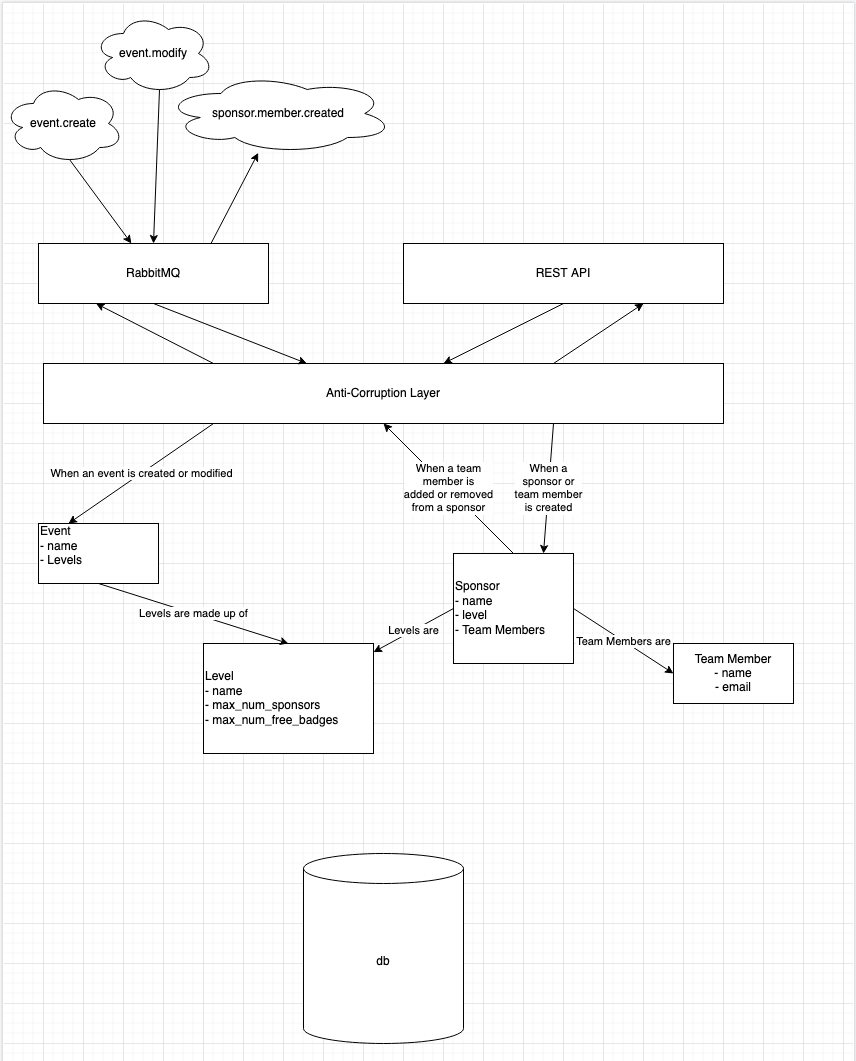 event.modify
event.create
sponsor.member.created
RabbitMQ
REST API
Anti-Corruption Layer
When an event is created or modified
When a team
member is
added or removed
from a sponsor
When a
sponsor or
team member
is created
Event
- name
- Levels
Sponsor
- name
- level
- Team Members
Levels are made up of
Levels are
Team Members are
Level
- name
- max_num_sponsors
- max_num_free_badges
Team Member
- name
- email
db